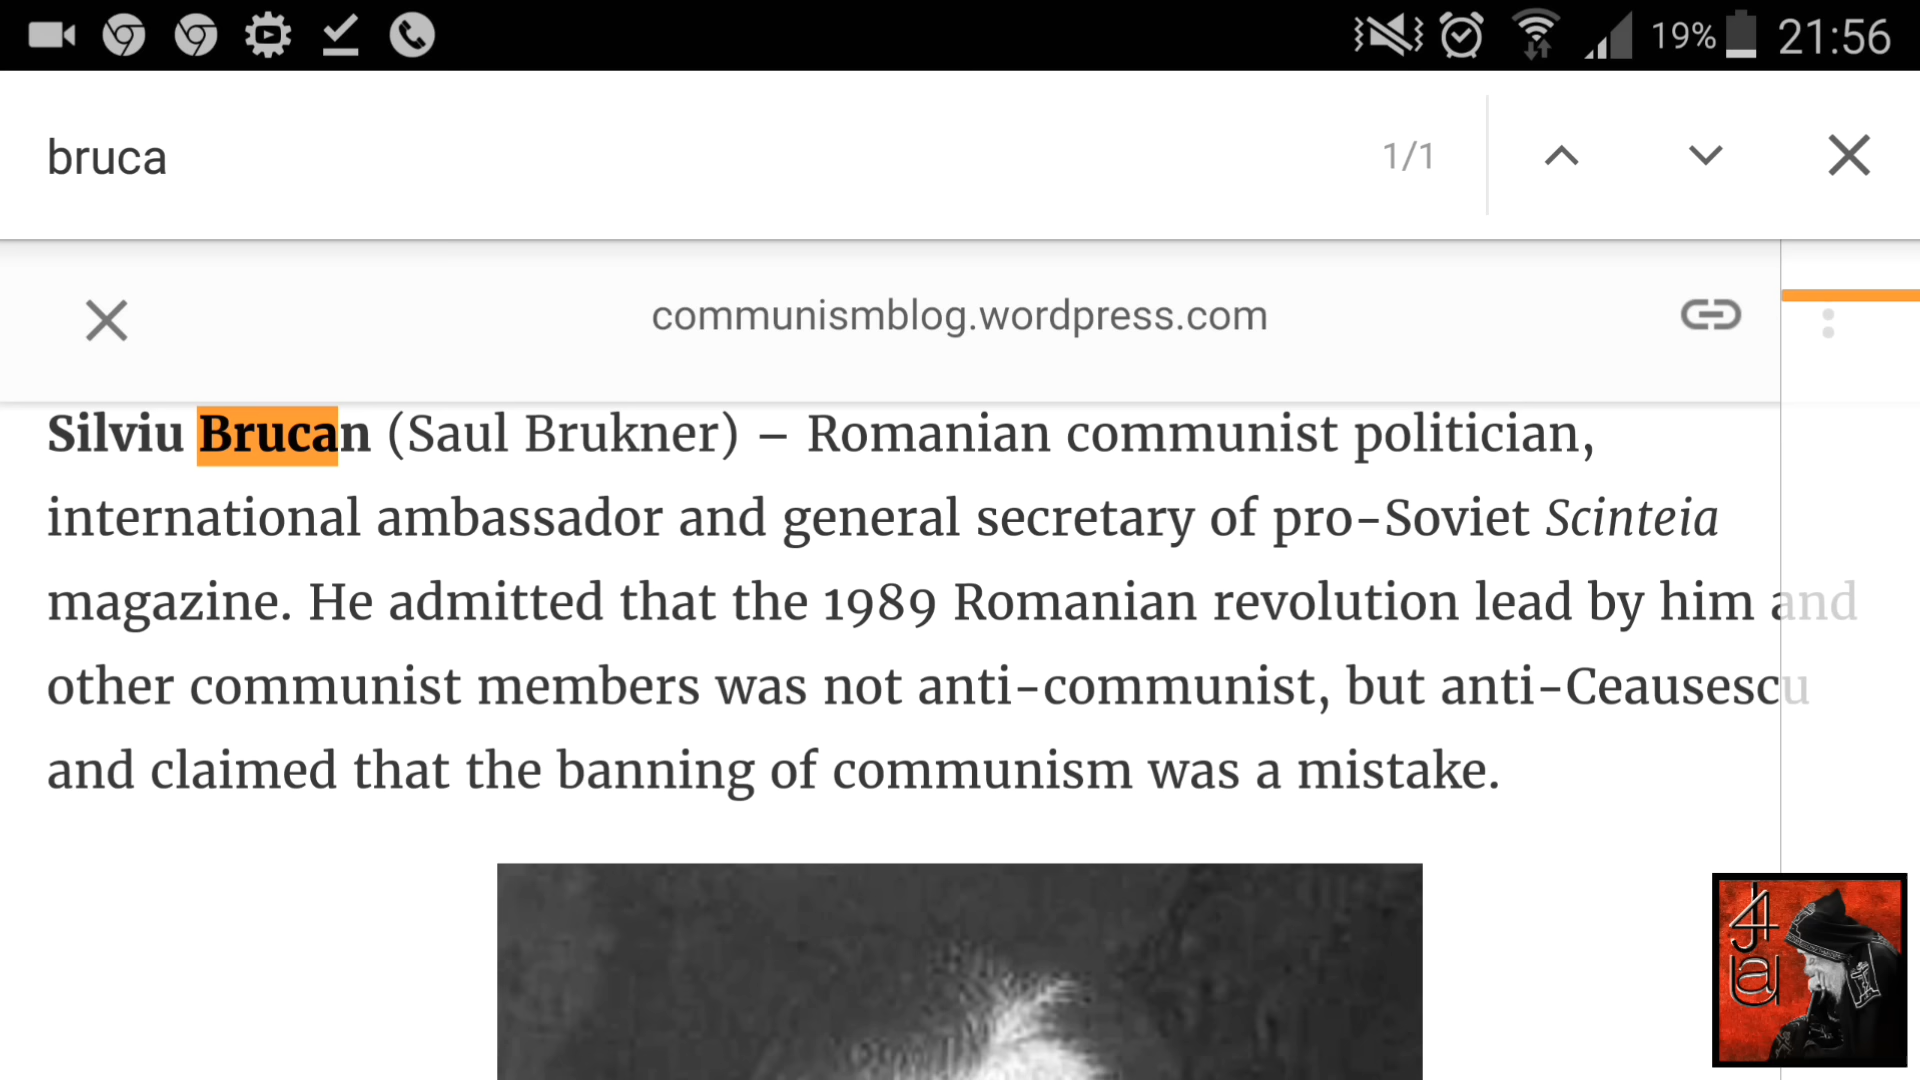 19% 21:56
bruca 1/1
communismblog.wordpress.com
Silviu Brucan (Saul Brukner) – Romanian communist politician,
international ambassador and general secretary of pro-Soviet Scinteia
magazine. He admitted that the 1989 Romanian revolution lead by him and
other communist members was not anti-communist, but anti-Ceausescu
and claimed that the banning of communism was a mistake.